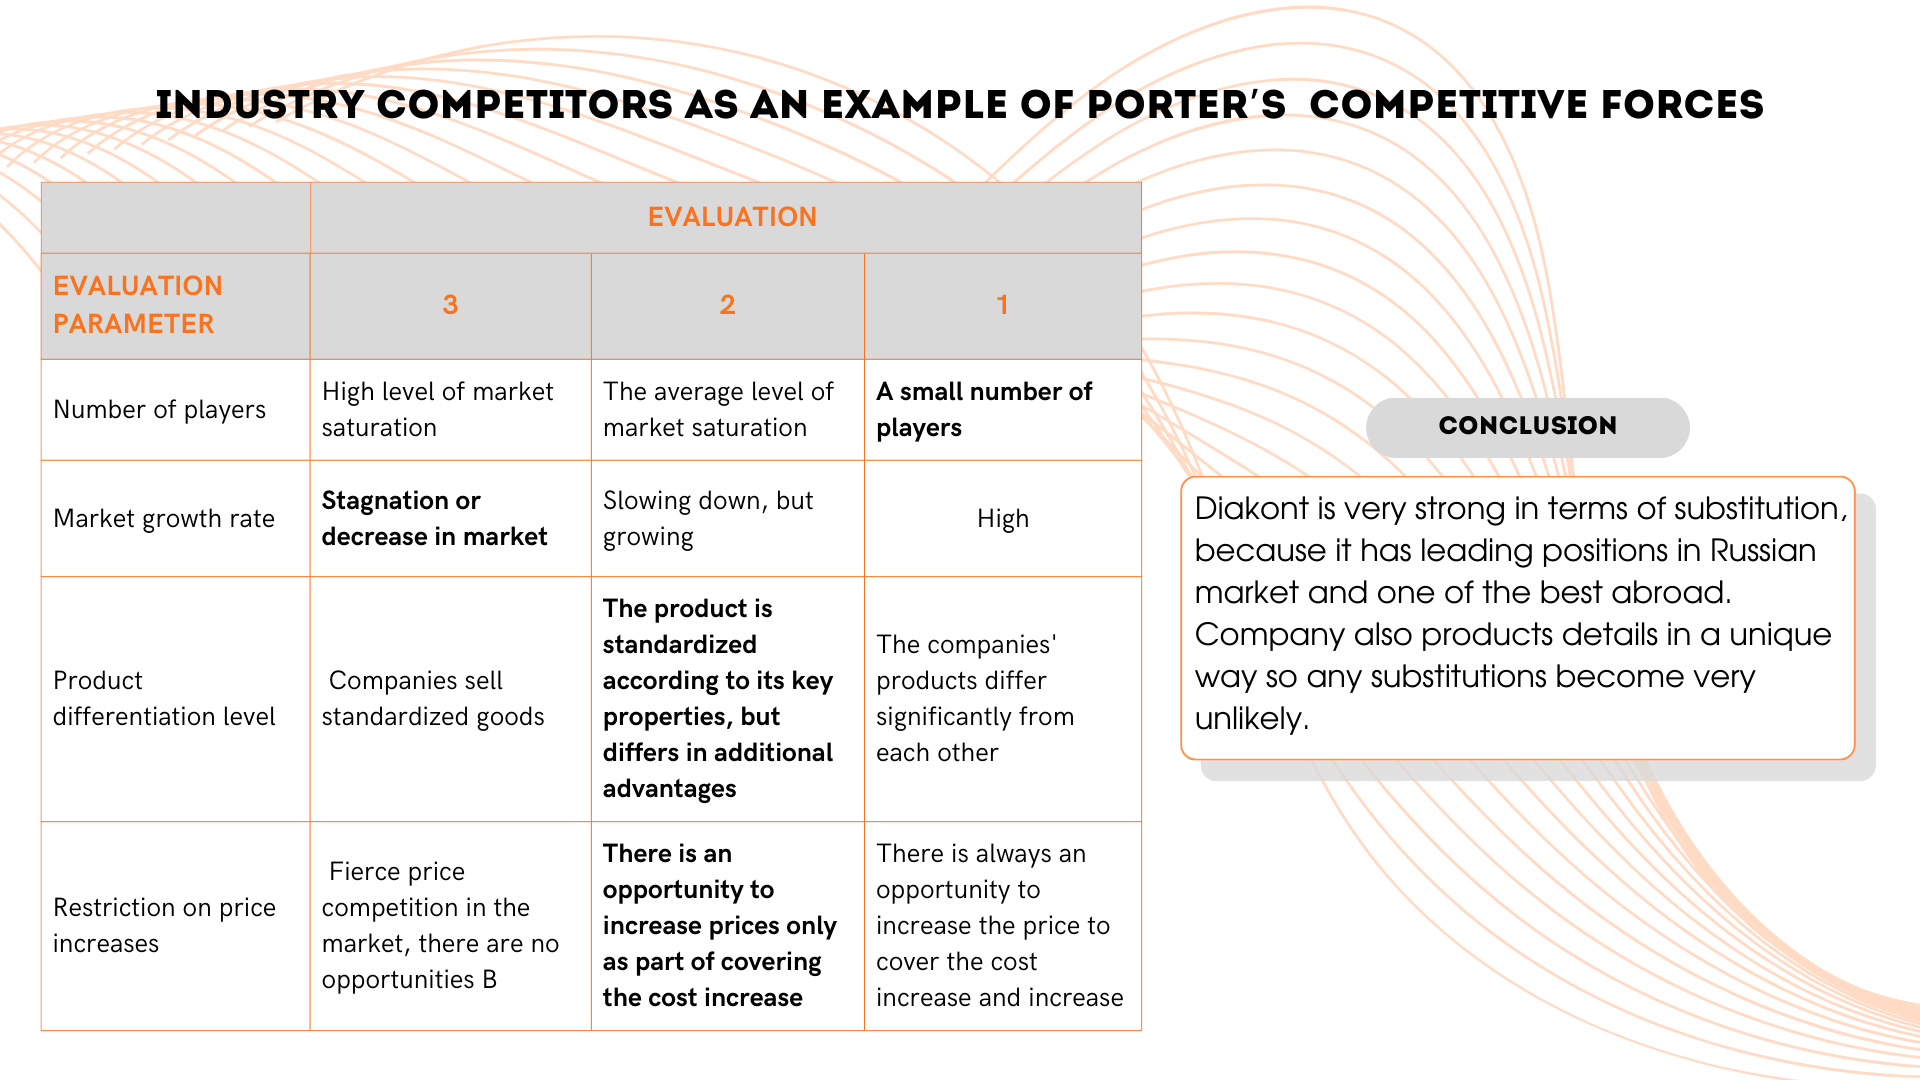 INDUSTRY COMPETITORS AS AN EXAMPLE OF PORTER'S COMPETITIVE FORCES
EVALUATION
EVALUATION
PARAMETER
3
2
1
Number of players
High level of market
saturation
The average level of
market saturation
A small number of
players
Market growth rate
Stagnation or
decrease in market
Slowing down, but
growing
High
Product
differentiation level
Companies sell
standardized goods
The product is
standardized
according to its key
properties, but
differs in additional
advantages
The companies'
products differ
significantly from
each other
Restriction on price
increases
Fierce price
competition in the
market, there are no
opportunities B
There is an
opportunity to
increase prices only
as part of covering
the cost increase
There is always an
opportunity to
increase the price to
cover the cost
increase and increase
CONCLUSION
Diakont is very strong in terms of substitution,
because it has leading positions in Russian
market and one of the best abroad.
Company also products details in a unique
way so any substitutions become very
unlikely.